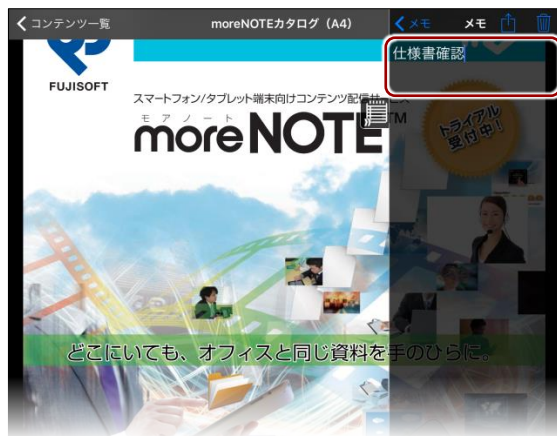 コンテンツ一覧
moreNOTEカタログ（A4）
メモ
メモ
仕様書確認
FUJISOFT
スマートフォン/タブレット端末向けコンテンツ配信サービス
モアノート
moreNOTE
TM
トライアル
受付中！
どこにいても、オフィスと同じ資料を手のひらに。